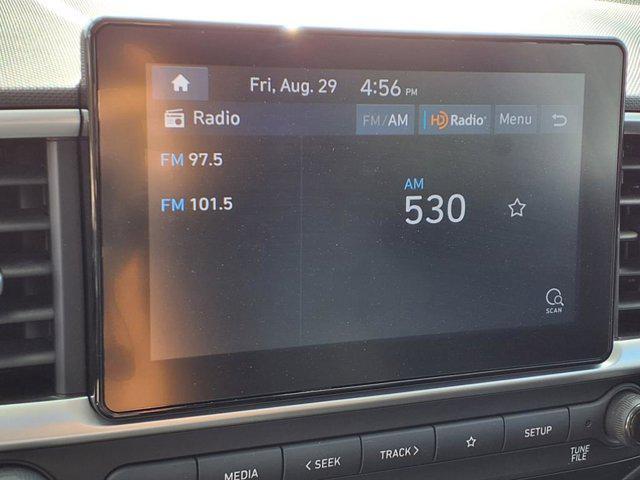 Fri, Aug. 29 4:56 PM
Radio FM/AM HD Radio Menu
FM 97.5
FM 101.5
AM
530
SCAN
MEDIA < SEEK TRACK > SETUP
TUNE
FILE